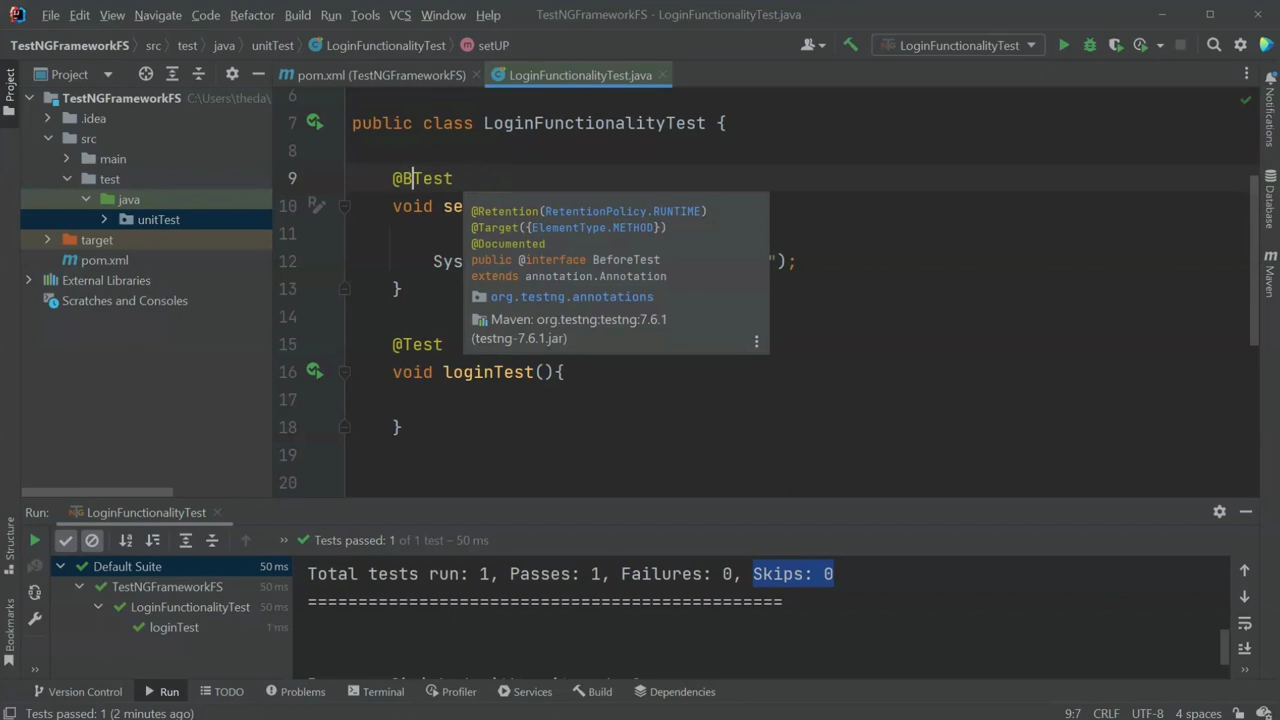 File Edit View Navigate Code Refactor Build Run Tools VCS Window Help TestNGFrameworkFS - LoginFunctionalityTest.java
TestNGFrameworkFS src test java unitTest LoginFunctionalityTest setUP LoginFunctionalityTest
Project
Project
pom.xml (TestNGFrameworkFS)
LoginFunctionalityTest.java
TestNGFrameworkFS C:\Users\theda
.idea
src
main
test
java
unitTest
target
pom.xml
External Libraries
Scratches and Consoles
6
7 public class LoginFunctionalityTest {
8
9 @BTest
10 void se
11
12 Sys ");
13 }
14
15 @Test
16 void loginTest(){
17
18 }
19
20
@Retention(RetentionPolicy.RUNTIME)
@Target({ElementType.METHOD})
@Documented
public @interface BeforeTest
extends annotation.Annotation
org.testng.annotations
Maven: org.testng:testng:7.6.1
(testng-7.6.1.jar)
Notifications
Database
Maven
Structure
Bookmarks
Run: LoginFunctionalityTest
Tests passed: 1 of 1 test – 50 ms
Default Suite 50 ms
TestNGFrameworkFS 50 ms
LoginFunctionalityTest 50 ms
loginTest 1 ms
Total tests run: 1, Passes: 1, Failures: 0, Skips: 0
===============================================
Version Control Run TODO Problems Terminal Profiler Services Build Dependencies
Tests passed: 1 (2 minutes ago) 9:7 CRLF UTF-8 4 spaces